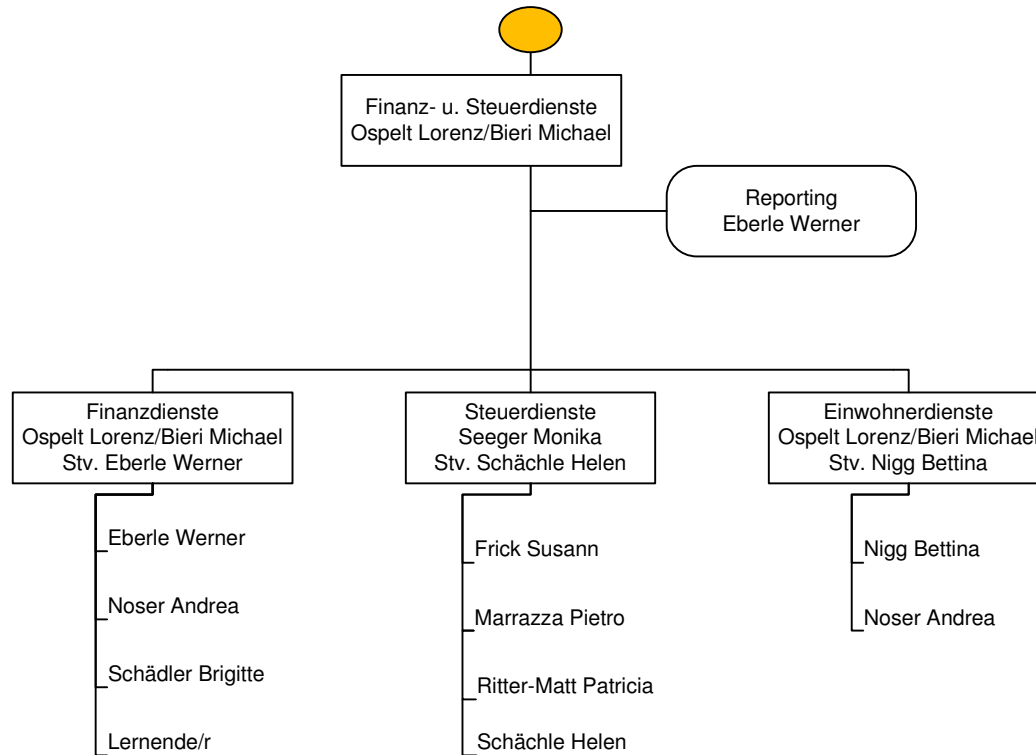 Finanz- u. Steuerdienste
Ospelt Lorenz/Bieri Michael
Reporting
Eberle Werner
Finanzdienste
Ospelt Lorenz/Bieri Michael
Stv. Eberle Werner
Eberle Werner
Noser Andrea
Schädler Brigitte
Lernende/r
Steuerdienste
Seeger Monika
Stv. Schächle Helen
Frick Susann
Marrazza Pietro
Ritter-Matt Patricia
Schächle Helen
Einwohnerdienste
Ospelt Lorenz/Bieri Michael
Stv. Nigg Bettina
Nigg Bettina
Noser Andrea